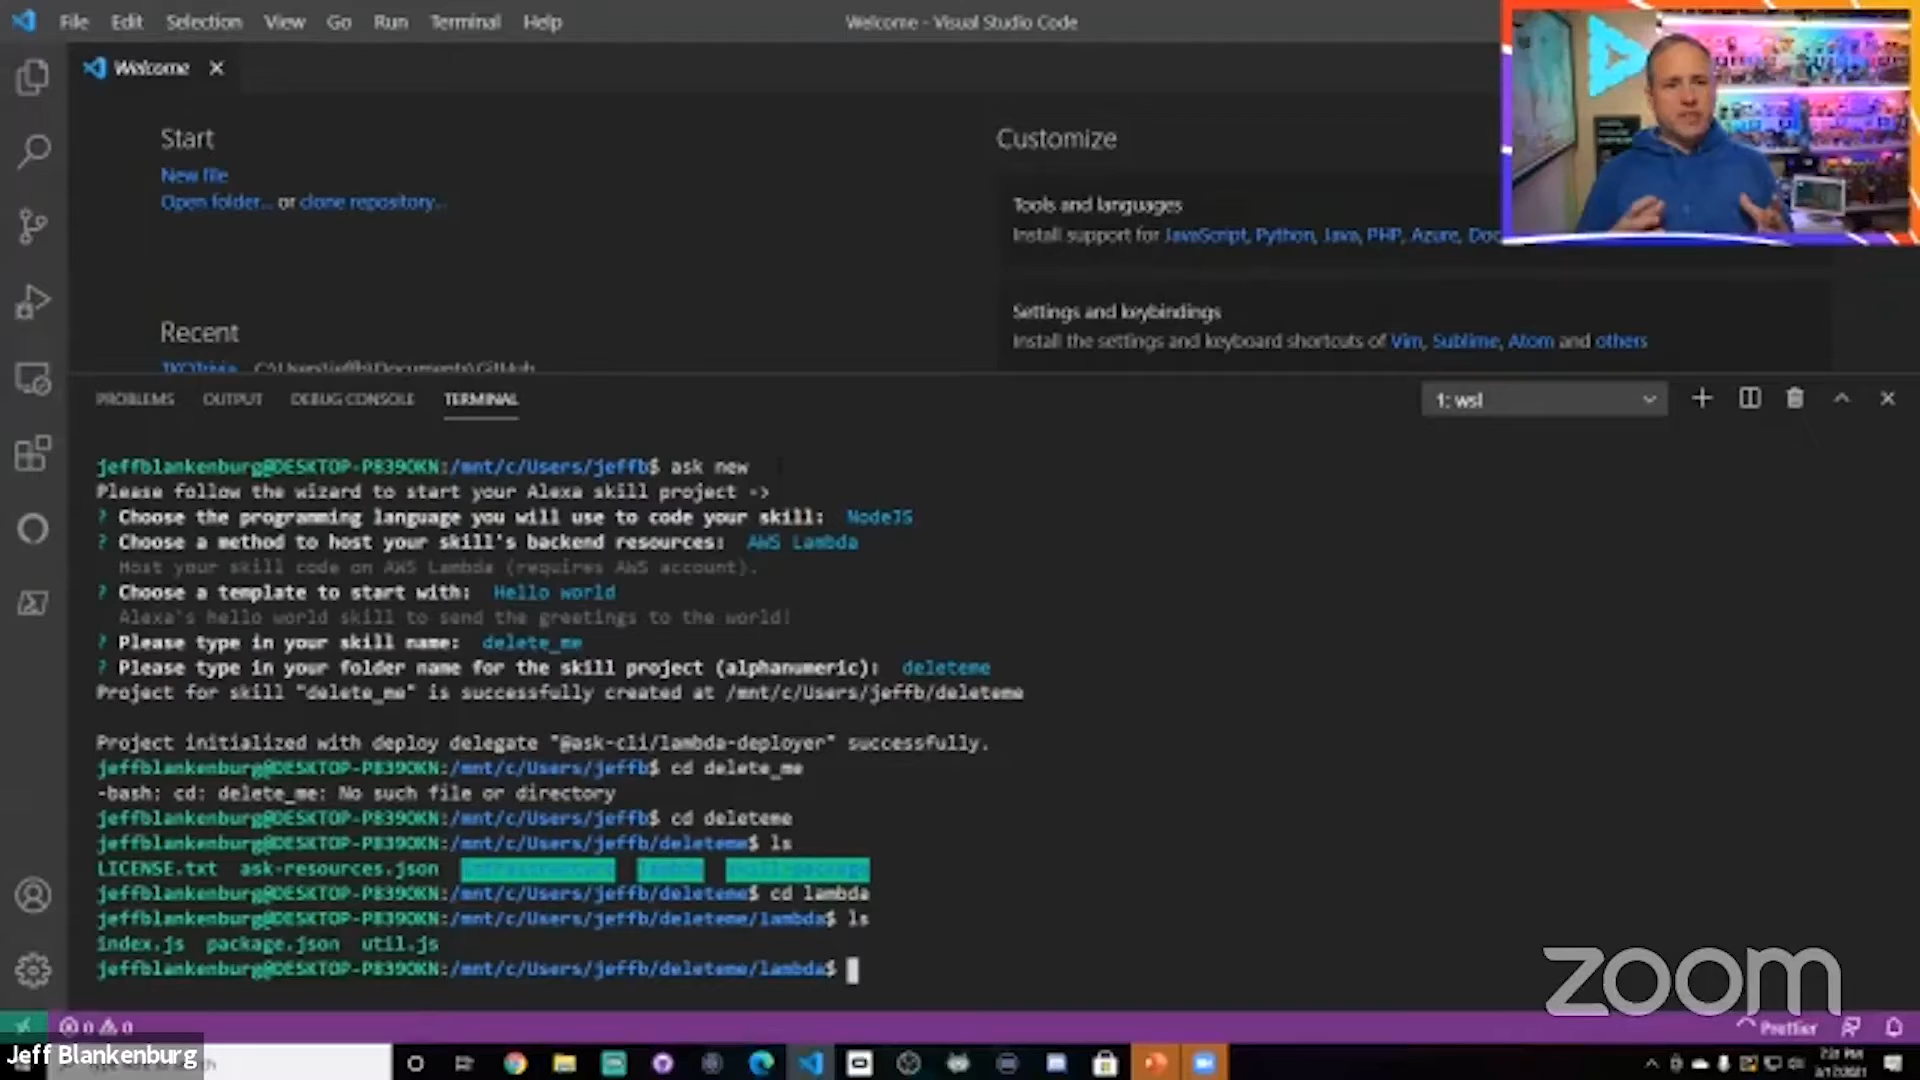 File Edit Selection View Go Run Terminal Help
Welcome - Visual Studio Code
Welcome
Start
New file
Open folder... or clone repository...
Recent
TKOTrivia C:\Users\jeffb\Documents\GitHub
Customize
Tools and languages
Install support for JavaScript, Python, Java, PHP, Azure,
Settings and keybindings
Install the settings and keyboard shortcuts of Vim, Sublime, Atom and others
PROBLEMS OUTPUT DEBUG CONSOLE TERMINAL
1: wsl
jeffblankenburg@DESKTOP-P839OKN:/mnt/c/Users/jeffb$ ask new
Please follow the wizard to start your Alexa skill project ->
? Choose the programming language you will use to code your skill: NodeJS
? Choose a method to host your skill's backend resources: AWS Lambda
Host your skill code on AWS Lambda (requires AWS account).
? Choose a template to start with: Hello world
Alexa's hello world skill to send the greetings to the world!
? Please type in your skill name: delete_me
? Please type in your folder name for the skill project (alphanumeric): deleteme
Project for skill "delete_me" is successfully created at /mnt/c/Users/jeffb/deleteme
Project initialized with deploy delegate "@ask-cli/lambda-deployer" successfully.
jeffblankenburg@DESKTOP-P839OKN:/mnt/c/Users/jeffb$ cd delete_me
-bash: cd: delete_me: No such file or directory
jeffblankenburg@DESKTOP-P839OKN:/mnt/c/Users/jeffb$ cd deleteme
jeffblankenburg@DESKTOP-P839OKN:/mnt/c/Users/jeffb/deleteme$ ls
LICENSE.txt ask-resources.json infrastructure lambda skill-package
jeffblankenburg@DESKTOP-P839OKN:/mnt/c/Users/jeffb/deleteme$ cd lambda
jeffblankenburg@DESKTOP-P839OKN:/mnt/c/Users/jeffb/deleteme/lambda$ ls
index.js package.json util.js
jeffblankenburg@DESKTOP-P839OKN:/mnt/c/Users/jeffb/deleteme/lambda$
zoom
0 0
Prettier
Jeff Blankenburg